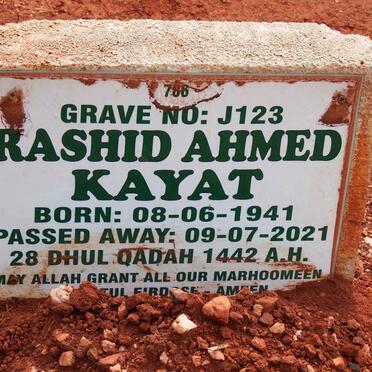 786
GRAVE NO: J123
RASHID AHMED
KAYAT
BORN: 08-06-1941
PASSED AWAY: 09-07-2021
28 DHUL QADAH 1442 A.H.
MAY ALLAH GRANT ALL OUR MARHOOMEEN
FIRDOSE - AMEEN